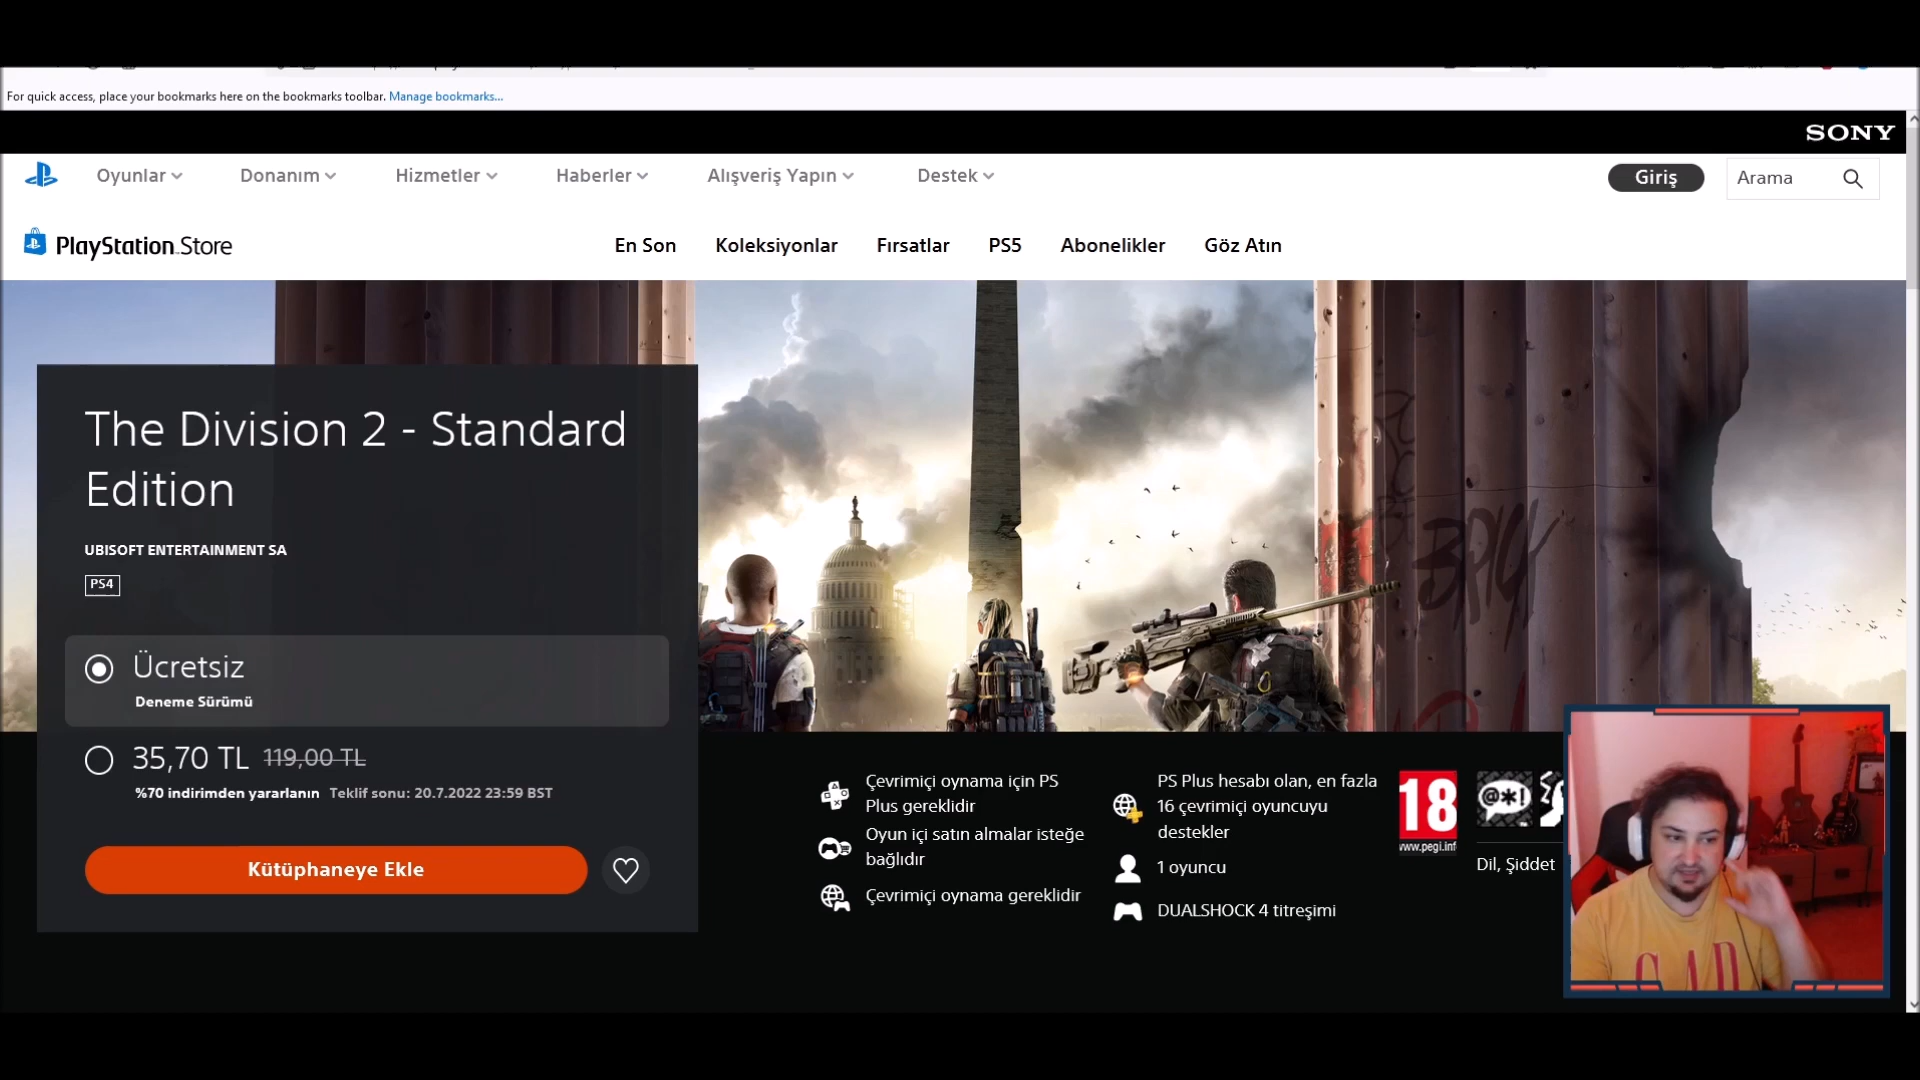 For quick access, place your bookmarks here on the bookmarks toolbar. Manage bookmarks...
SONY
Oyunlar Donanım Hizmetler Haberler Alışveriş Yapın Destek Giriş Arama
PlayStation Store En Son Koleksiyonlar Fırsatlar PS5 Abonelikler Göz Atın
The Division 2 - Standard
Edition
UBISOFT ENTERTAINMENT SA
PS4
Ücretsiz
Deneme Sürümü
35,70 TL 119,00 TL
%70 indirimden yararlanın Teklif sonu: 20.7.2022 23:59 BST
Kütüphaneye Ekle
Çevrimiçi oynama için PS
Plus gereklidir
Oyun içi satın almalar isteğe
bağlıdır
Çevrimiçi oynama gereklidir
PS Plus hesabı olan, en fazla
16 çevrimiçi oyuncuyu
destekler
1 oyuncu
DUALSHOCK 4 titreşimi
18
www.pegi.inf
@*!
Dil, Şiddet
GAP